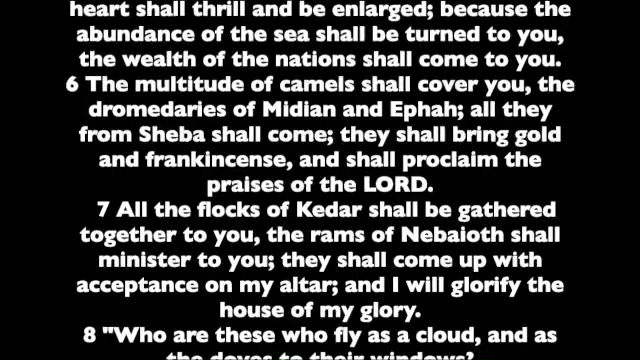 heart shall thrill and be enlarged; because the
abundance of the sea shall be turned to you,
the wealth of the nations shall come to you.
6 The multitude of camels shall cover you, the
dromedaries of Midian and Ephah; all they
from Sheba shall come; they shall bring gold
and frankincense, and shall proclaim the
praises of the LORD.
7 All the flocks of Kedar shall be gathered
together to you, the rams of Nebaioth shall
minister to you; they shall come up with
acceptance on my altar; and I will glorify the
house of my glory.
8 "Who are these who fly as a cloud, and as
the doves to their windows?